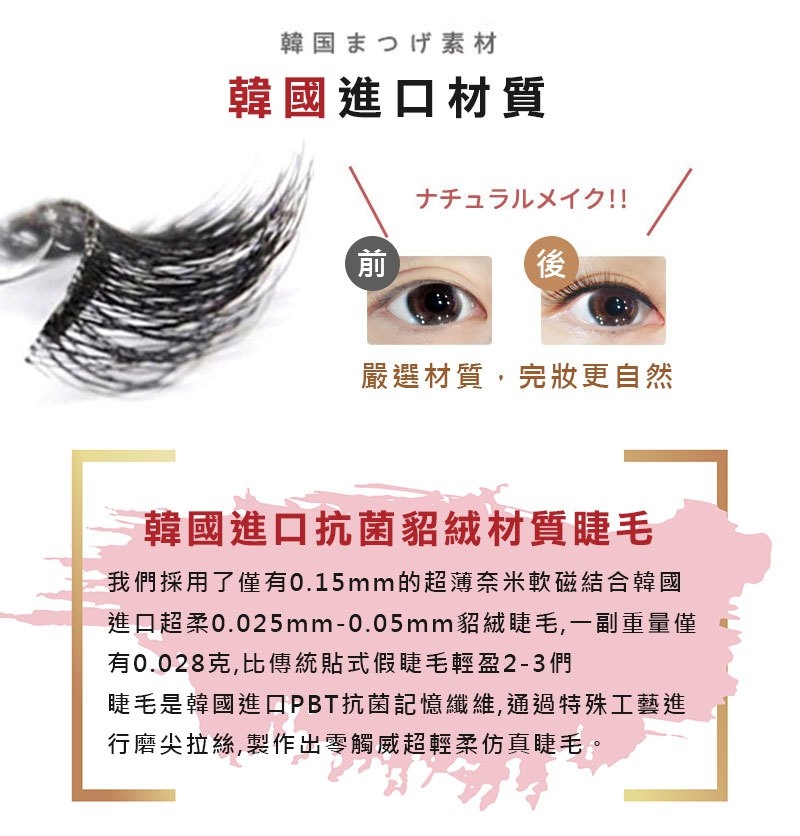 韓国まつげ素材
韓國進口材質
ナチュラルメイク!!
前
後
嚴選材質，完妝更自然
韓國進口抗菌貂絨材質睫毛
我們採用了僅有0.15mm的超薄奈米軟磁結合韓國
進口超柔0.025mm-0.05mm貂絨睫毛,一副重量僅
有0.028克,比傳統貼式假睫毛輕盈2-3們
睫毛是韓國進口PBT抗菌記憶纖維,通過特殊工藝進
行磨尖拉絲,製作出零觸威超輕柔仿真睫毛。